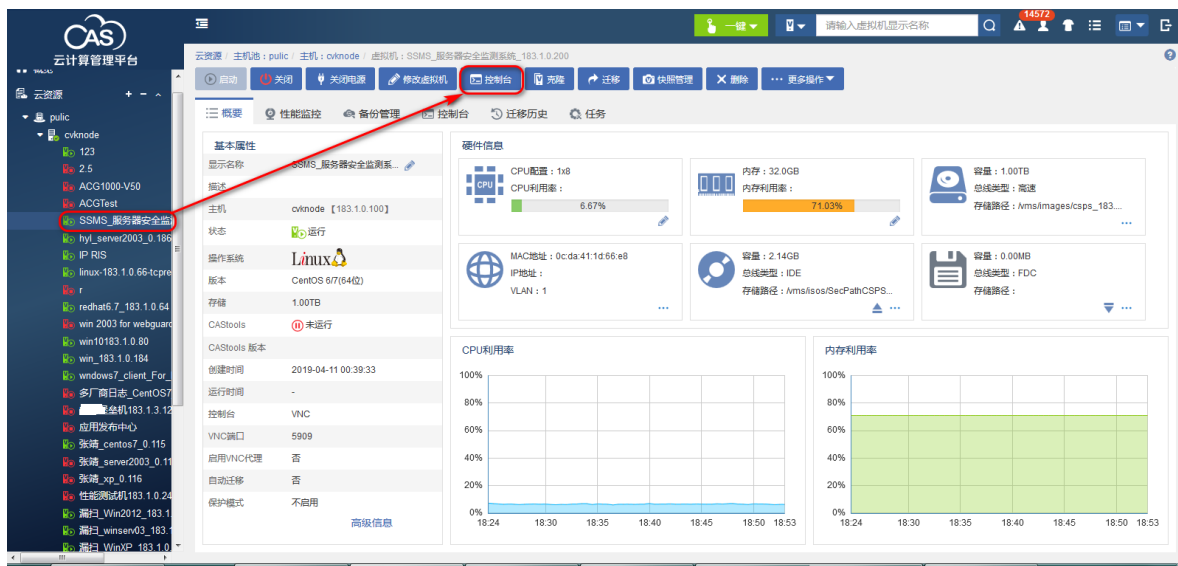 CAS
云计算管理平台
一键
请输入虚拟机显示名称
14572
云资源 / 主机池：pulic / 主机：cvknode / 虚拟机：SSMS_服务器安全监测系统_183.1.0.200
启动
关闭
关闭电源
修改虚拟机
控制台
克隆
迁移
快照管理
删除
更多操作
概要
性能监控
备份管理
控制台
迁移历史
任务
概览
云资源
pulic
cvknode
123
2.5
ACG1000-V50
ACGTest
SSMS_服务器安全监
hyl_server2003_0.186
IP RIS
linux-183.1.0.66-tcpre
r
redhat6.7_183.1.0.64
win 2003 for webguard
win10183.1.0.80
win_183.1.0.184
wndows7_client_For_
多厂商日志_CentOS7
垒机183.1.3.12
应用发布中心
张靖_centos7_0.115
张靖_server2003_0.11
张靖_xp_0.116
性能测试机183.1.0.24
漏扫_Win2012_183.1
漏扫_winserv03_183.1
漏扫_WinXP_183.1.0
基本属性
显示名称 SSMS_服务器安全监测系...
描述
主机 cvknode【183.1.0.100】
状态 运行
操作系统 Linux
版本 CentOS 6/7(64位)
存储 1.00TB
CAStools 未运行
CAStools 版本
创建时间 2019-04-11 00:39:33
运行时间 -
控制台 VNC
VNC端口 5909
启用VNC代理 否
自动迁移 否
保护模式 不启用
高级信息
硬件信息
CPU
CPU配置：1x8
CPU利用率：
6.67%
内存：32.0GB
内存利用率：
71.03%
容量：1.00TB
总线类型：高速
存储路径：/vms/images/csps_183....
MAC地址：0c:da:41:1d:66:e8
IP地址：
VLAN：1
容量：2.14GB
总线类型：IDE
存储路径：/vms/isos/SecPathCSPS...
容量：0.00MB
总线类型：FDC
存储路径：
CPU利用率
100%
80%
60%
40%
20%
0%
18:24 18:30 18:35 18:40 18:45 18:50 18:53
内存利用率
100%
80%
60%
40%
20%
0%
18:24 18:30 18:35 18:40 18:45 18:50 18:53